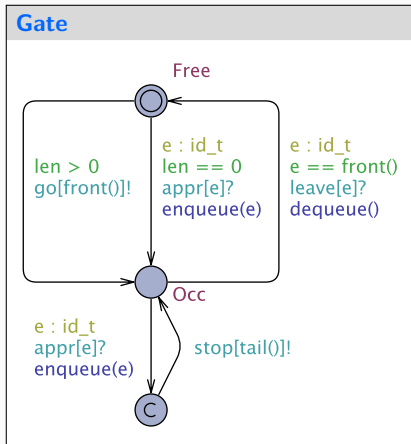 Gate
Free
len > 0
go[front()]!
e : id_t
len == 0
appr[e]?
enqueue(e)
e : id_t
e == front()
leave[e]?
dequeue()
Occ
e : id_t
appr[e]?
enqueue(e)
stop[tail()]!
C